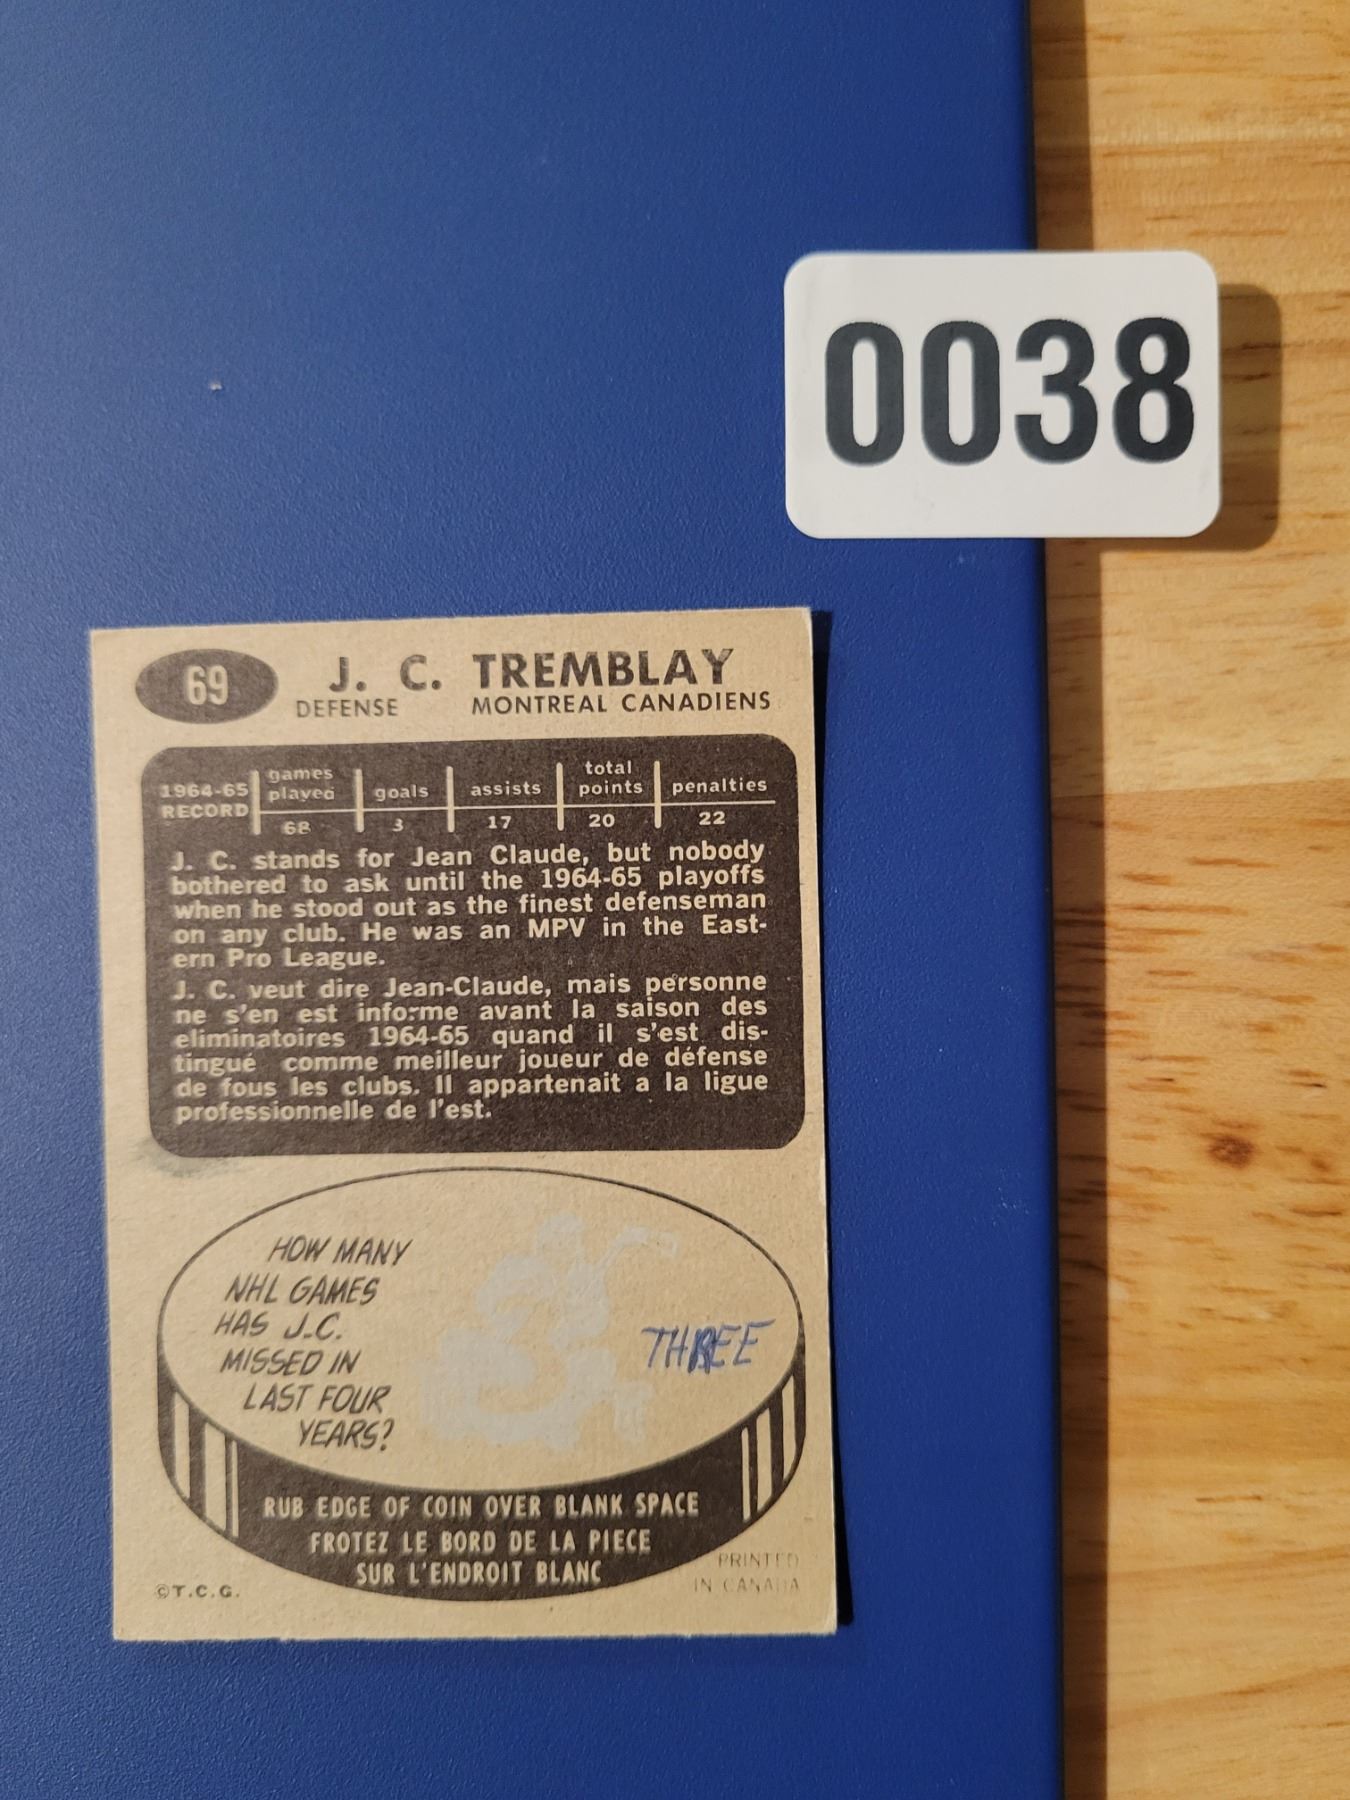 0038
69 J. C. TREMBLAY
DEFENSE MONTREAL CANADIENS
1964-65 RECORD games played goals assists total points penalties
68 3 17 20 22
J. C. stands for Jean Claude, but nobody
bothered to ask until the 1964-65 playoffs
when he stood out as the finest defenseman
on any club. He was an MPV in the East-
ern Pro League.
J. C. veut dire Jean-Claude, mais personne
ne s'en est informe avant la saison des
eliminatoires 1964-65 quand il s'est dis-
tingué comme meilleur joueur de défense
de fous les clubs. Il appartenait a la ligue
professionnelle de l'est.
HOW MANY
NHL GAMES
HAS J.C.
MISSED IN
LAST FOUR
YEARS?
THREE
RUB EDGE OF COIN OVER BLANK SPACE
FROTEZ LE BORD DE LA PIECE
SUR L'ENDROIT BLANC
©T.C.G.
PRINTED
IN CANADA